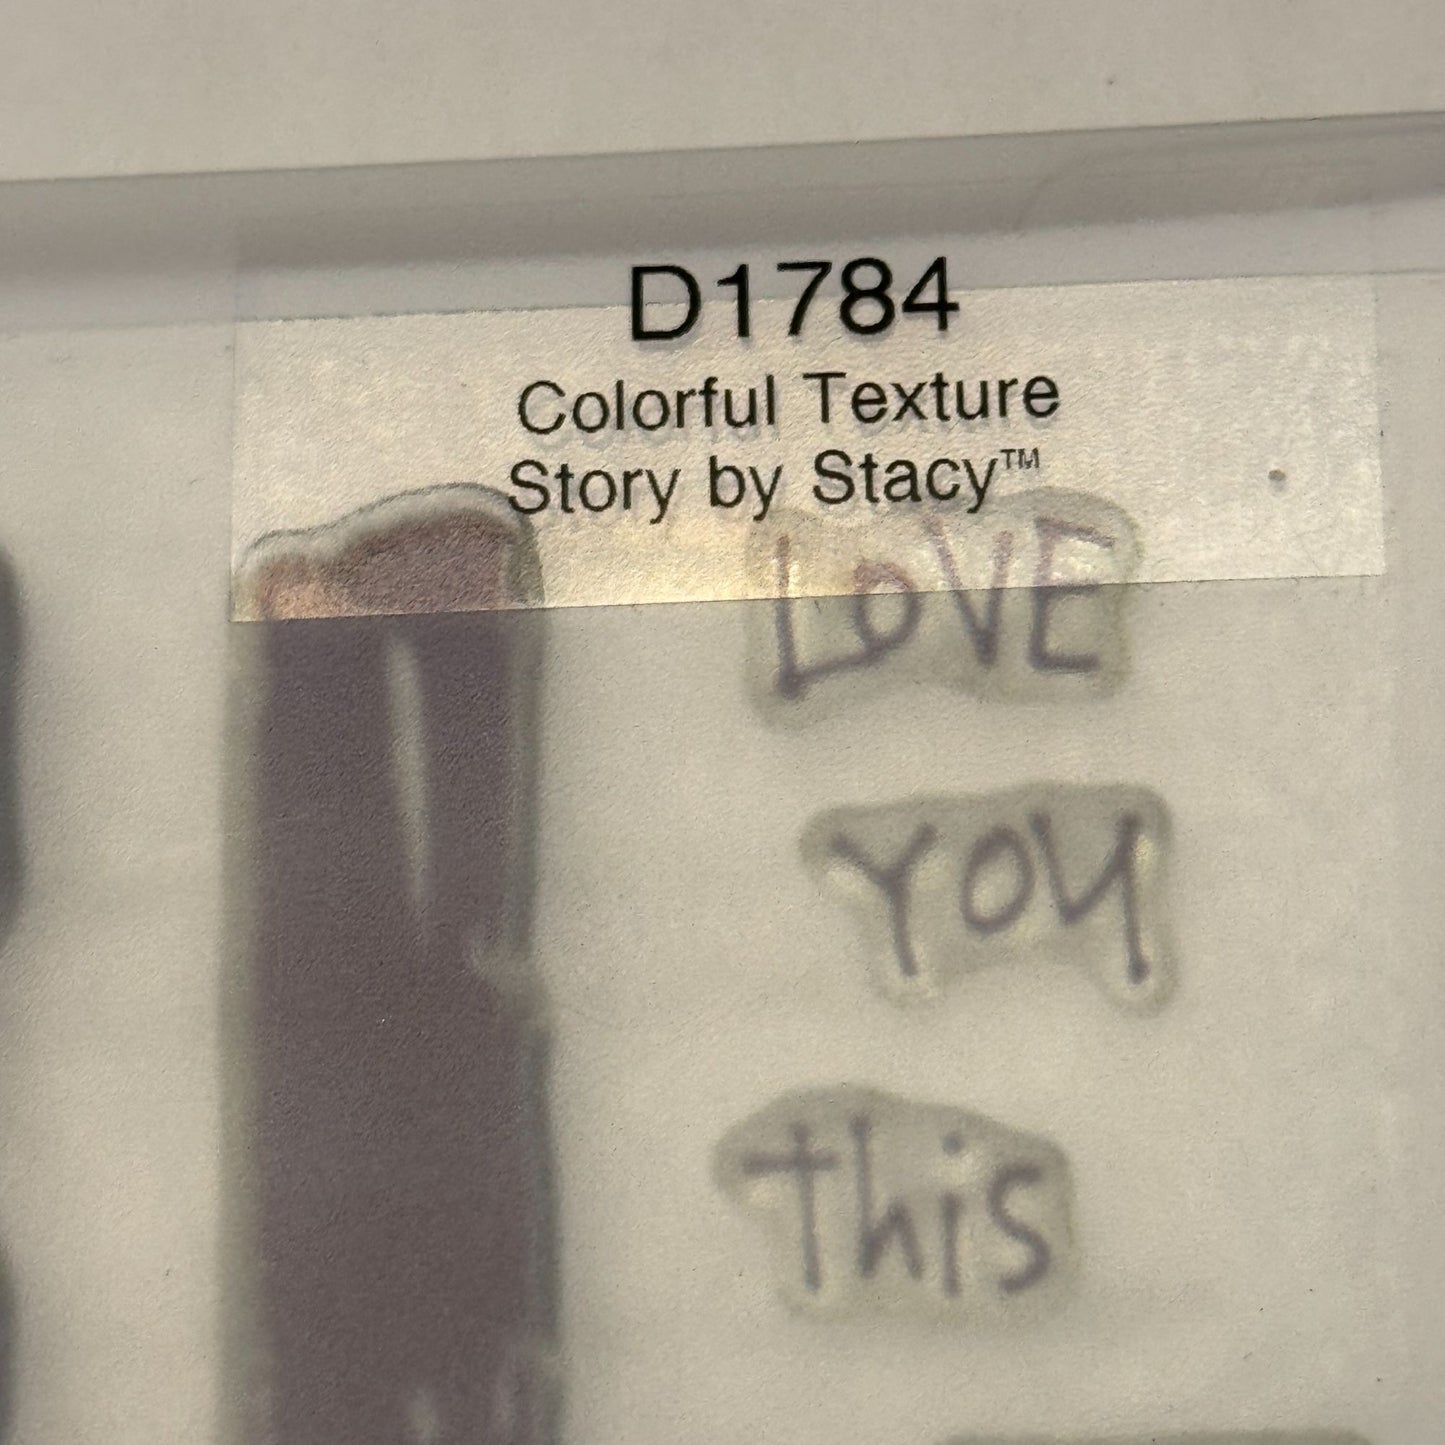 D1784
Colorful Texture
Story by Stacy™
LOVE
YOU
this